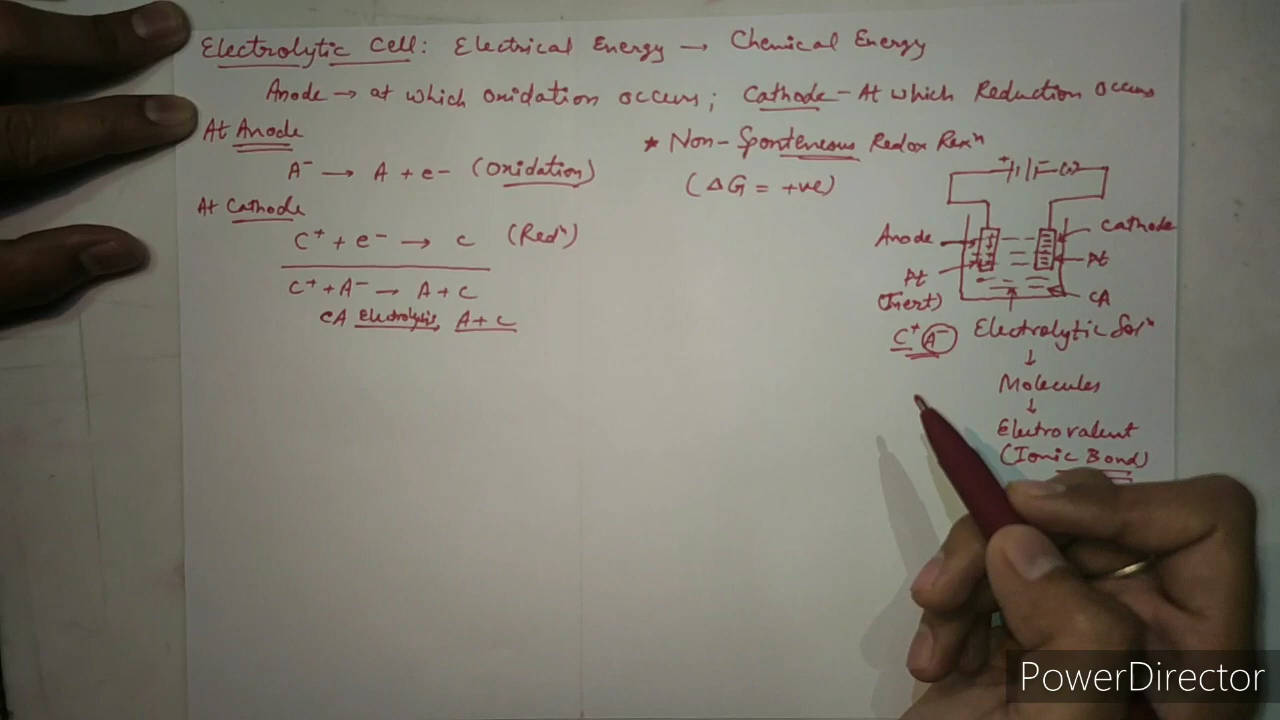 Electrolytic Cell: Electrical Energy → Chemical Energy
Anode → at which Oxidation occurs; Cathode - At which Reduction occurs
At Anode
A⁻ → A + e- (Oxidation)
At Cathode
C⁺ + e⁻ → C (Redⁿ)
C⁺ + A⁻ → A + C
CA Electrolysis A + C
* Non-Sponteneous Redox Rexⁿ
(ΔG = +ve)
+ -
Anode
Cathode
Pt
(Inert)
Pt
CA
C⁺ A⁻
Electrolytic Solⁿ
↓
Molecules
↓
Electrovalent
(Ionic Bond)
PowerDirector